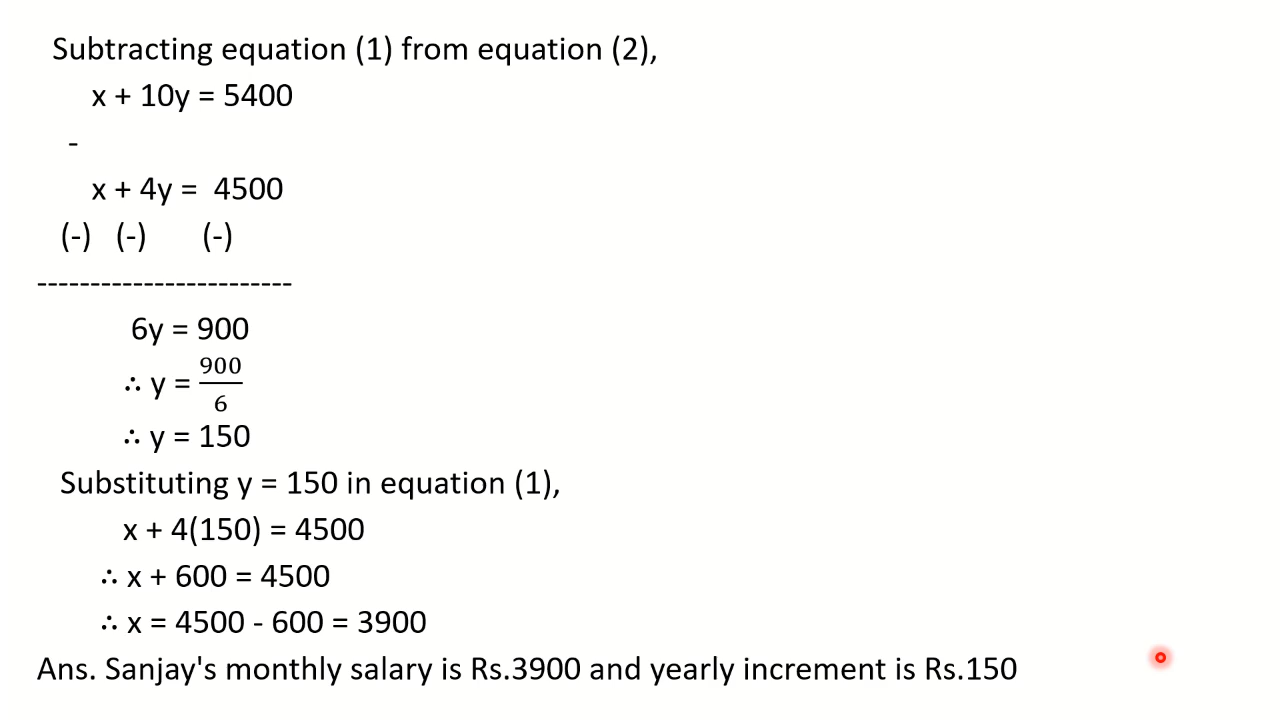 Subtracting equation (1) from equation (2),
x + 10y = 5400
-
x + 4y =  4500
(-)   (-)       (-)
------------------------
6y = 900
∴ y = 900/6
∴ y = 150
Substituting y = 150 in equation (1),
x + 4(150) = 4500
∴ x + 600 = 4500
∴ x = 4500 - 600 = 3900
Ans. Sanjay's monthly salary is Rs.3900 and yearly increment is Rs.150